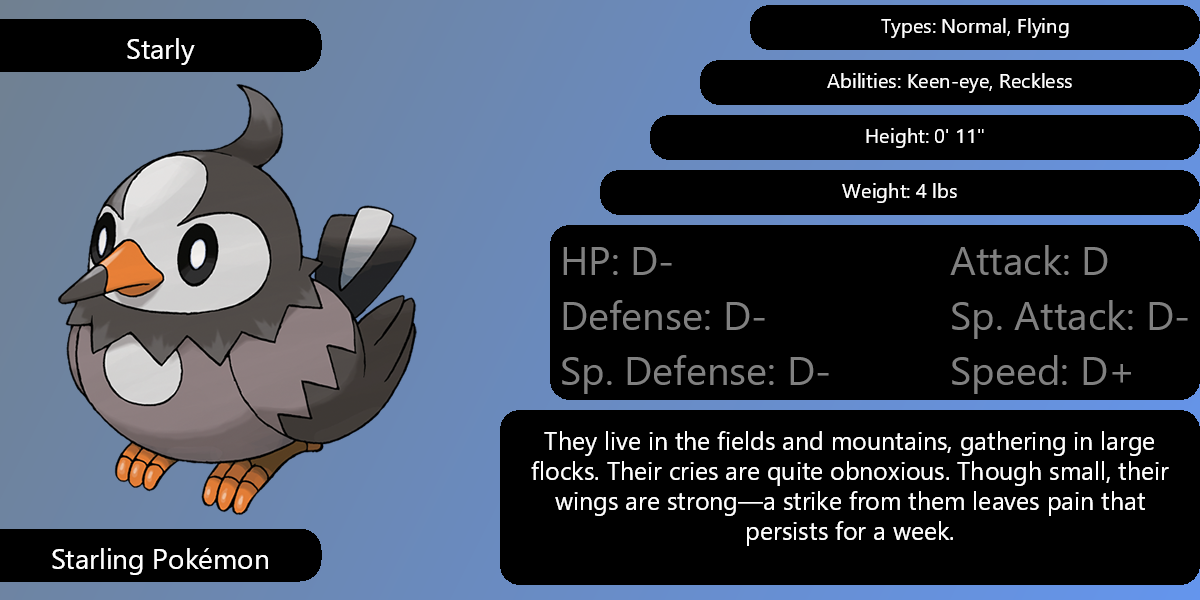 Starly
Types: Normal, Flying
Abilities: Keen-eye, Reckless
Height: 0' 11"
Weight: 4 lbs
HP: D-
Attack: D
Defense: D-
Sp. Attack: D-
Sp. Defense: D-
Speed: D+
They live in the fields and mountains, gathering in large
flocks. Their cries are quite obnoxious. Though small, their
wings are strong—a strike from them leaves pain that
persists for a week.
Starling Pokémon